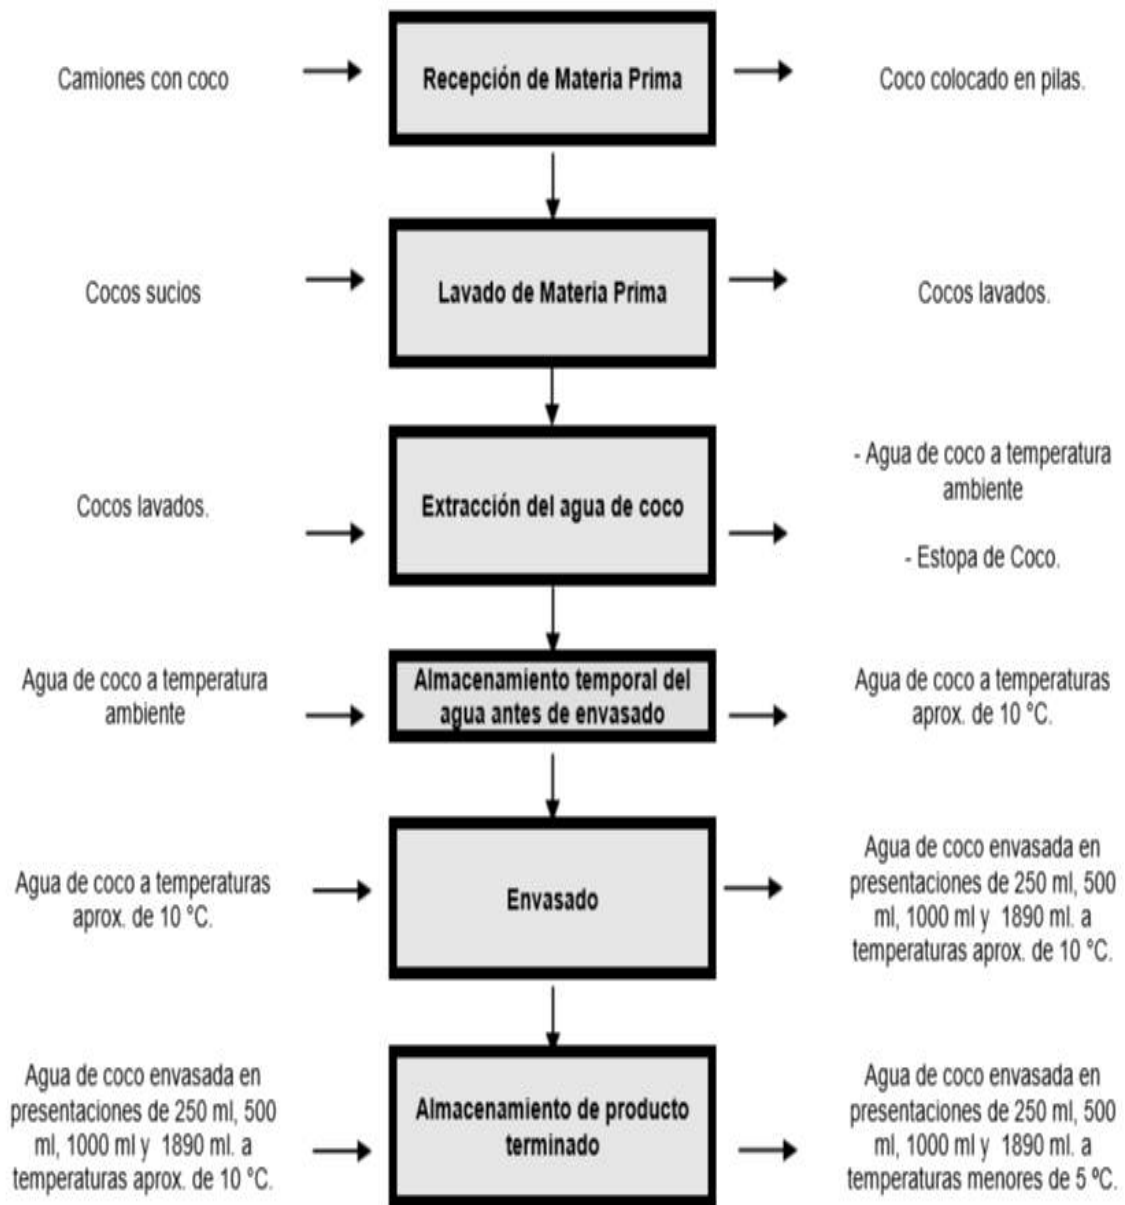 Camiones con coco
Recepción de Materia Prima
Coco colocado en pilas.
Cocos sucios
Lavado de Materia Prima
Cocos lavados.
Cocos lavados.
Extracción del agua de coco
- Agua de coco a temperatura
ambiente
- Estopa de Coco.
Agua de coco a temperatura
ambiente
Almacenamiento temporal del
agua antes de envasado
Agua de coco a temperaturas
aprox. de 10 °C.
Agua de coco a temperaturas
aprox. de 10 °C.
Envasado
Agua de coco envasada en
presentaciones de 250 ml, 500
ml, 1000 ml y 1890 ml. a
temperaturas aprox. de 10 °C.
Agua de coco envasada en
presentaciones de 250 ml, 500
ml, 1000 ml y 1890 ml. a
temperaturas aprox. de 10 °C.
Almacenamiento de producto
terminado
Agua de coco envasada en
presentaciones de 250 ml, 500
ml, 1000 ml y 1890 ml. a
temperaturas menores de 5 ºC.